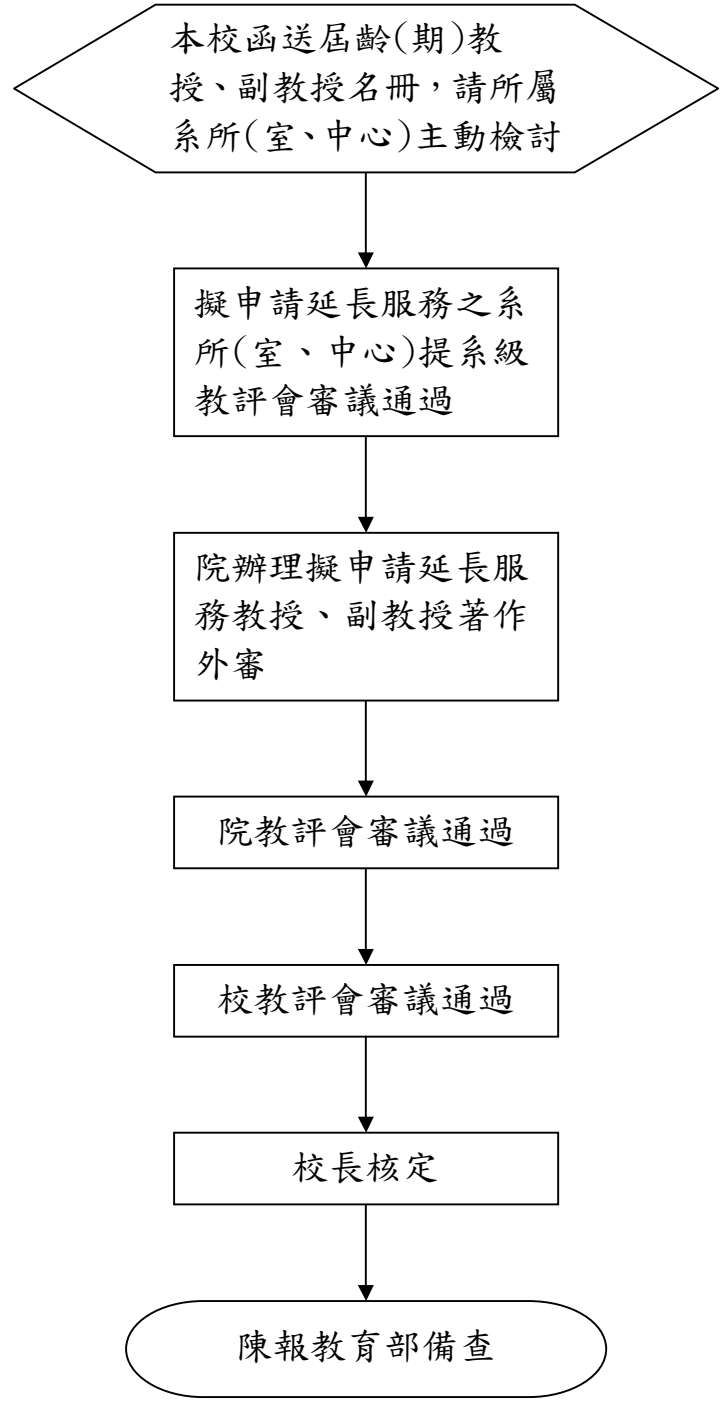 本校函送屆齡(期)教
授、副教授名冊，請所屬
系所(室、中心)主動檢討
擬申請延長服務之系
所(室、中心)提系級
教評會審議通過
院辦理擬申請延長服
務教授、副教授著作
外審
院教評會審議通過
校教評會審議通過
校長核定
陳報教育部備查